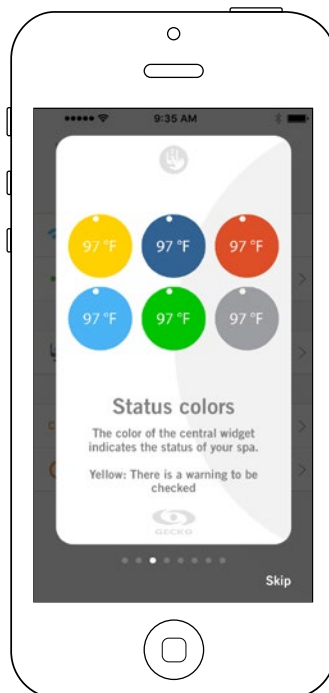 9:35 AM
97 °F
97 °F
97 °F
97 °F
97 °F
97 °F
Status colors
The color of the central widget
indicates the status of your spa.
Yellow: There is a warning to be
checked
GECKO
Skip